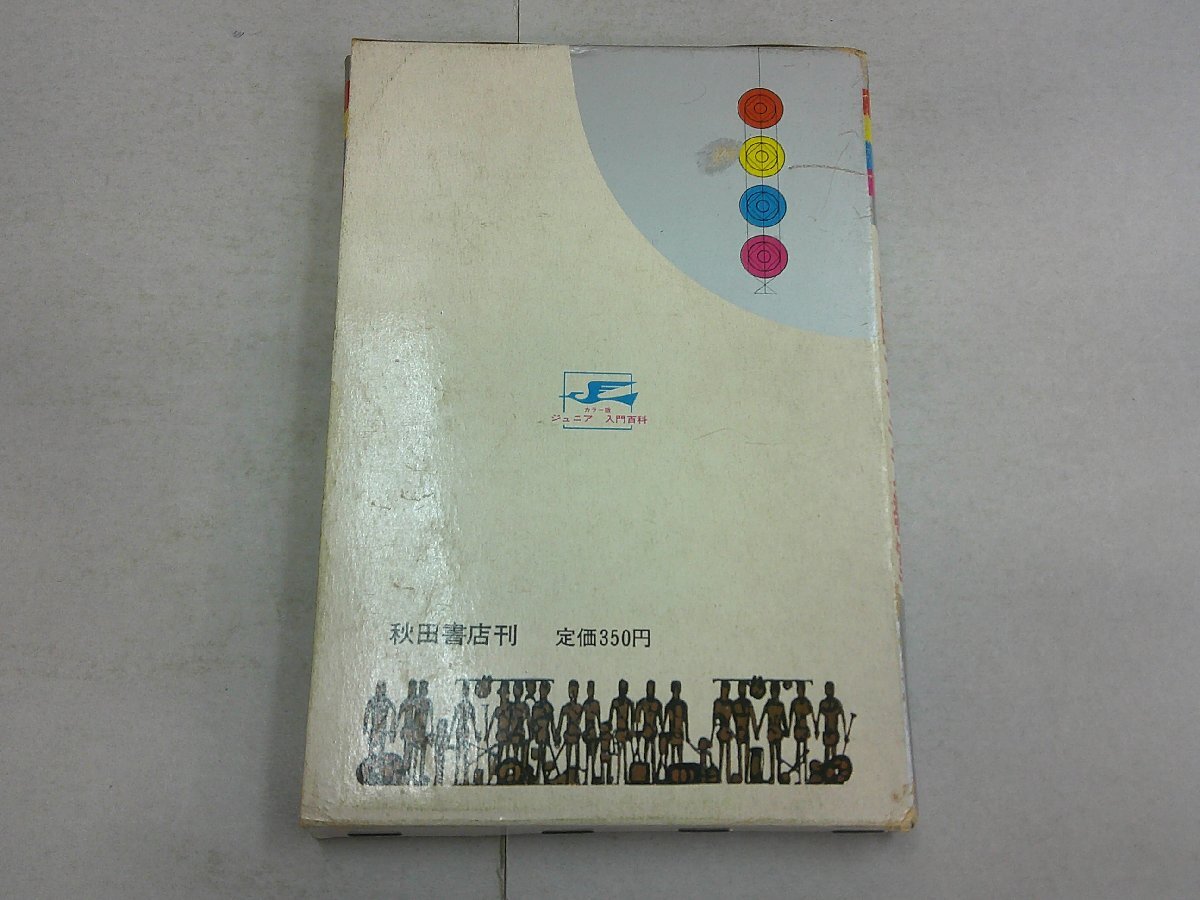 カラー版
ジュニア 入門百科
秋田書店刊 定価350円